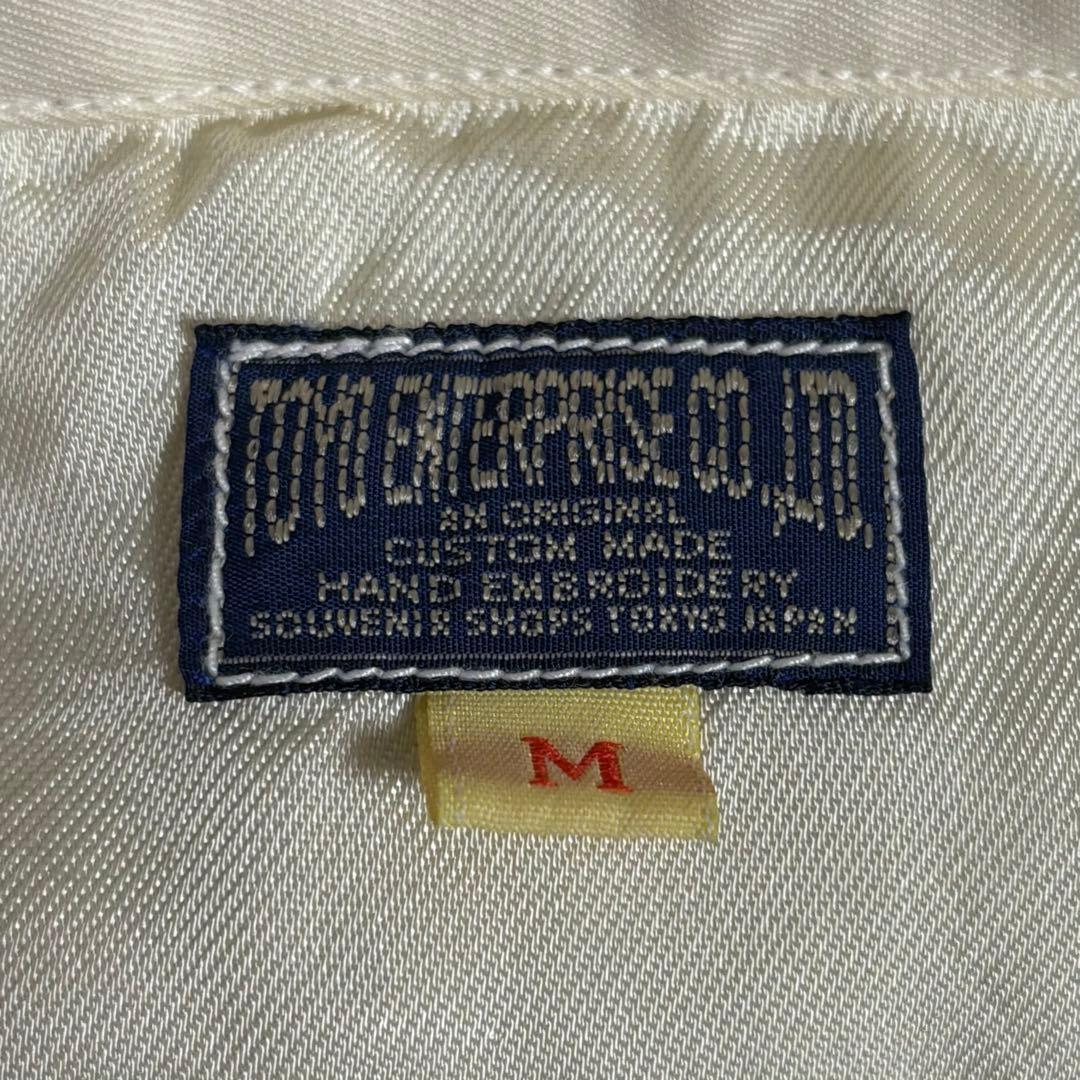 TOYO ENTERPRISE CO., LTD.
AN ORIGINAL
CUSTOM MADE
HAND EMBROIDERY
SOUVENIR SHOPS TOKYO JAPAN
M